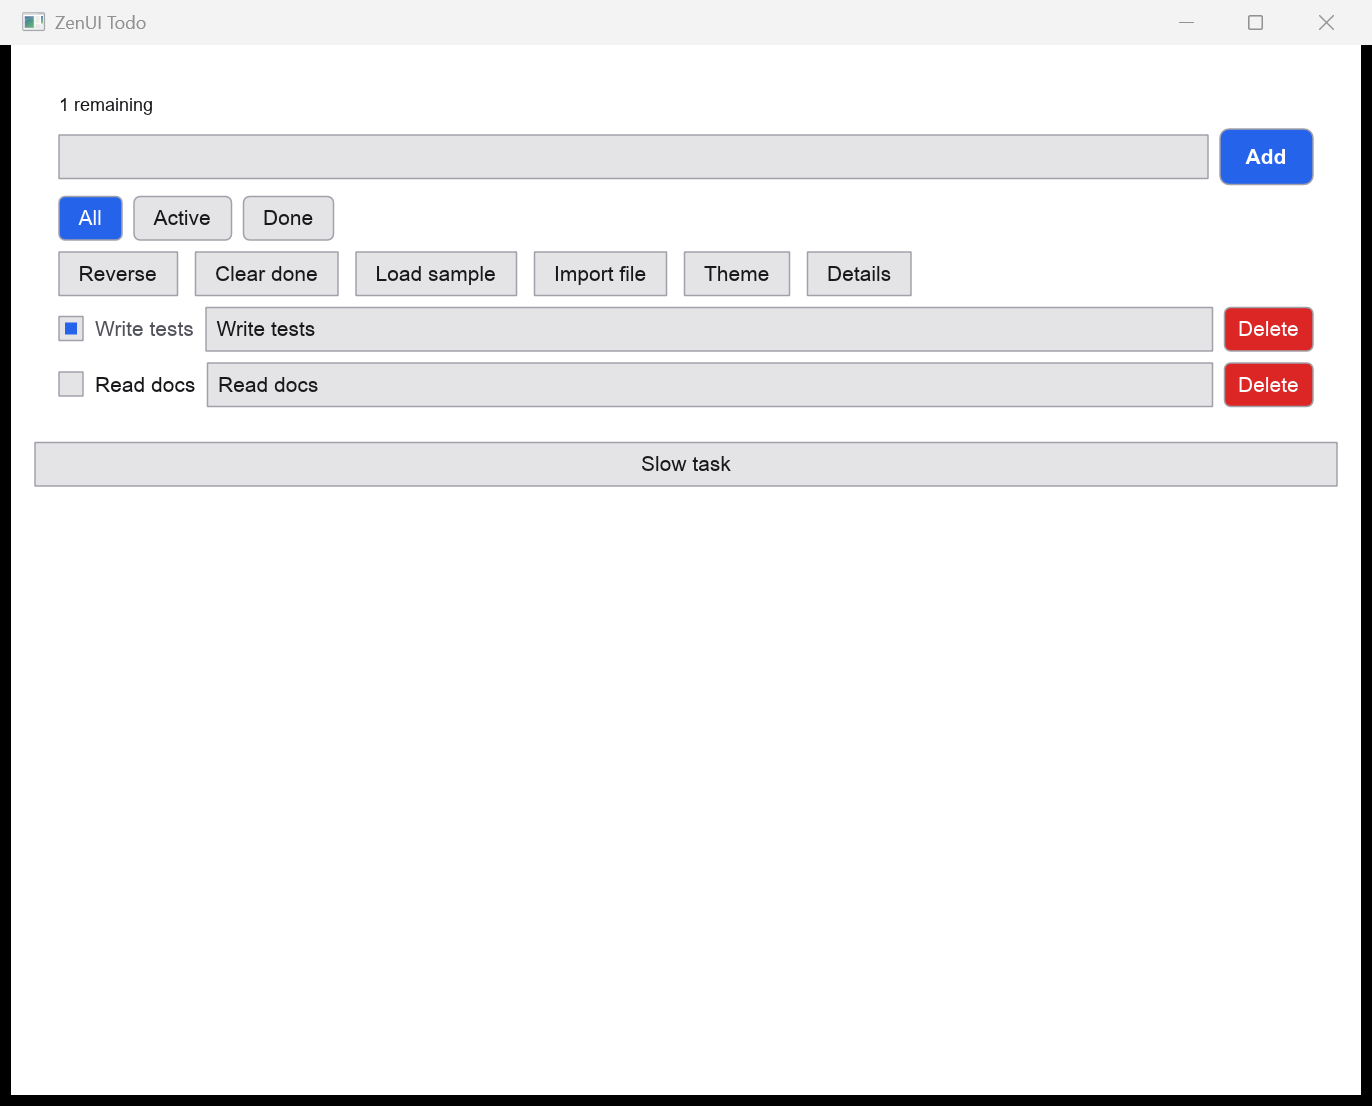 ZenUI Todo
1 remaining
Add
All Active Done
Reverse Clear done Load sample Import file Theme Details
Write tests Write tests Delete
Read docs Read docs Delete
Slow task